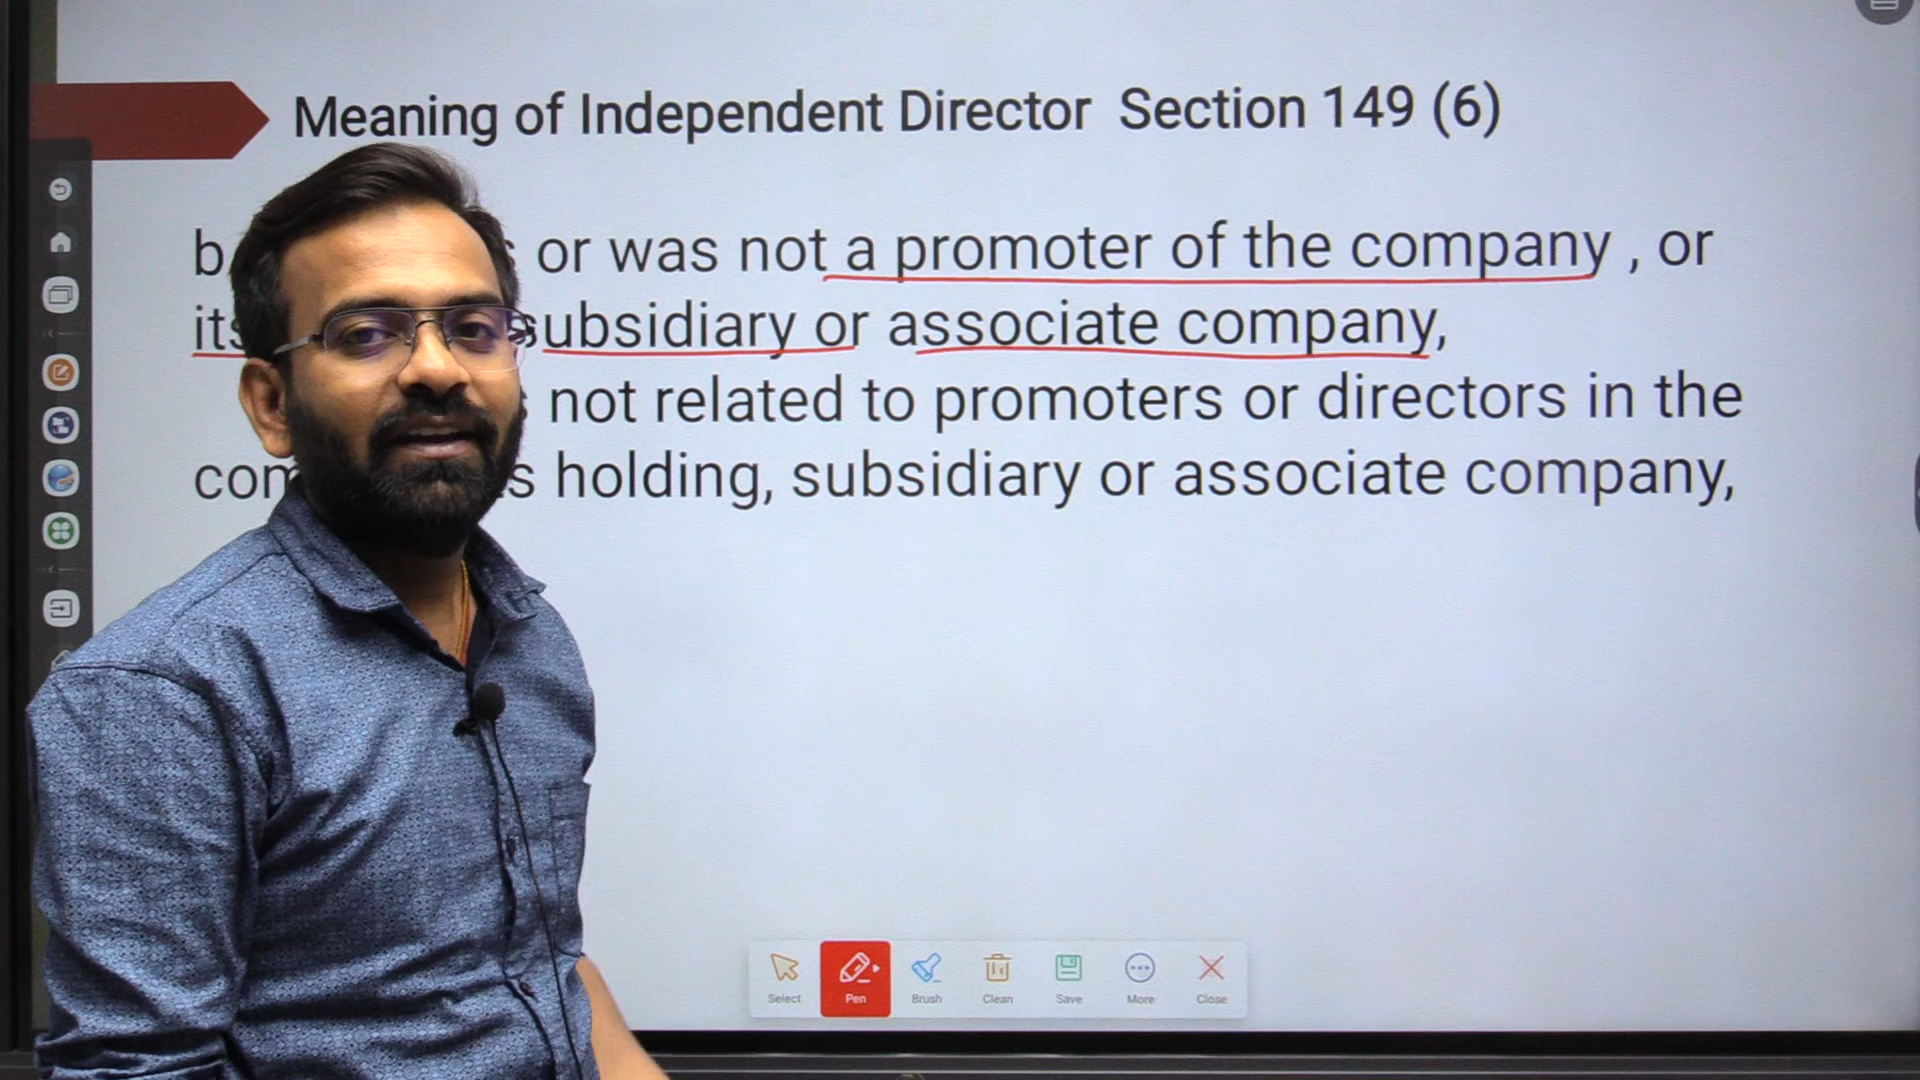 Meaning of Independent Director Section 149 (6)
or was not a promoter of the company , or
its subsidiary or associate company,
not related to promoters or directors in the
holding, subsidiary or associate company,
Select Pen Brush Clean Save More Close